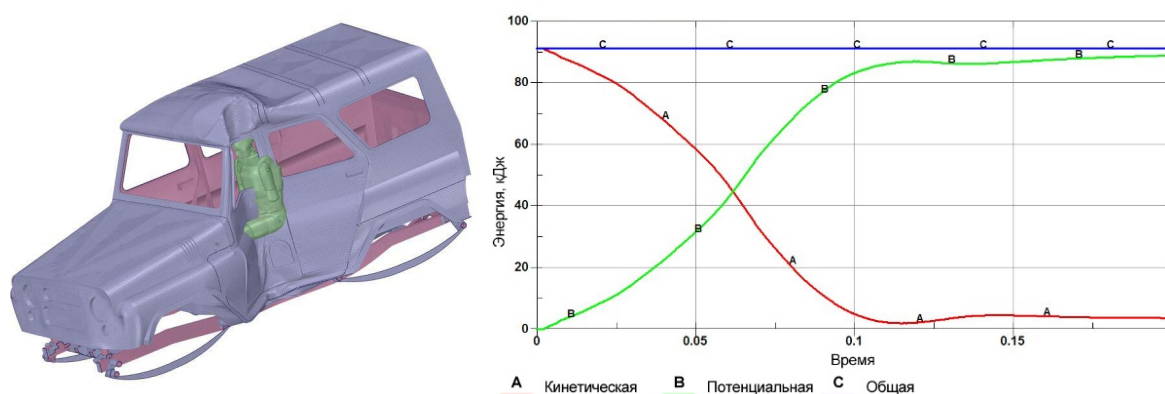 100
C C C C C
B
80
B
A
60
Энергия, кДж
40
B
A
20
B
A A
0
0 0.05 0.1 0.15
Время
A Кинетическая B Потенциальная C Общая